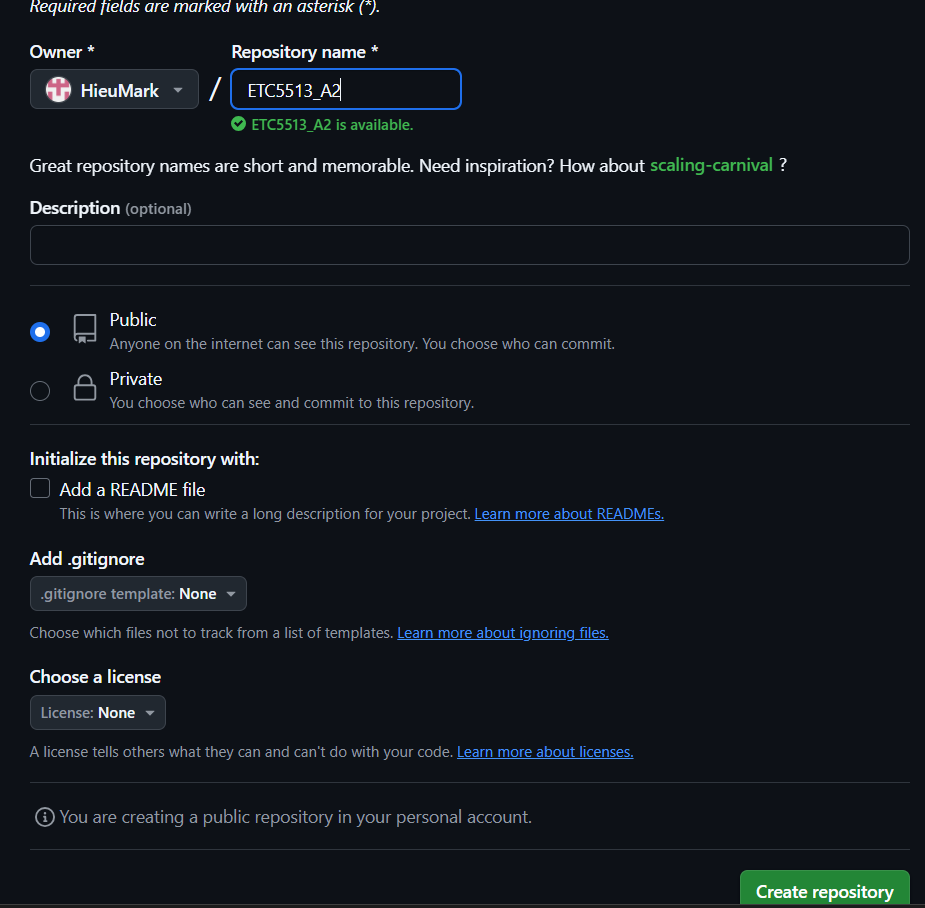 Required fields are marked with an asterisk (*).
Owner * Repository name *
HieuMark / ETC5513_A2
ETC5513_A2 is available.
Great repository names are short and memorable. Need inspiration? How about scaling-carnival ?
Description (optional)
Public
Anyone on the internet can see this repository. You choose who can commit.
Private
You choose who can see and commit to this repository.
Initialize this repository with:
Add a README file
This is where you can write a long description for your project. Learn more about READMEs.
Add .gitignore
.gitignore template: None
Choose which files not to track from a list of templates. Learn more about ignoring files.
Choose a license
License: None
A license tells others what they can and can't do with your code. Learn more about licenses.
You are creating a public repository in your personal account.
Create repository